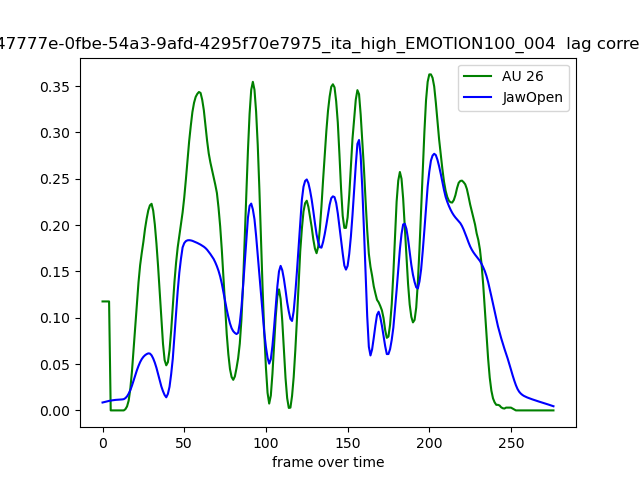 47777e-0fbe-54a3-9afd-4295f70e7975_ita_high_EMOTION100_004 lag corre
AU 26
JawOpen
0.35
0.30
0.25
0.20
0.15
0.10
0.05
0.00
0 50 100 150 200 250
frame over time